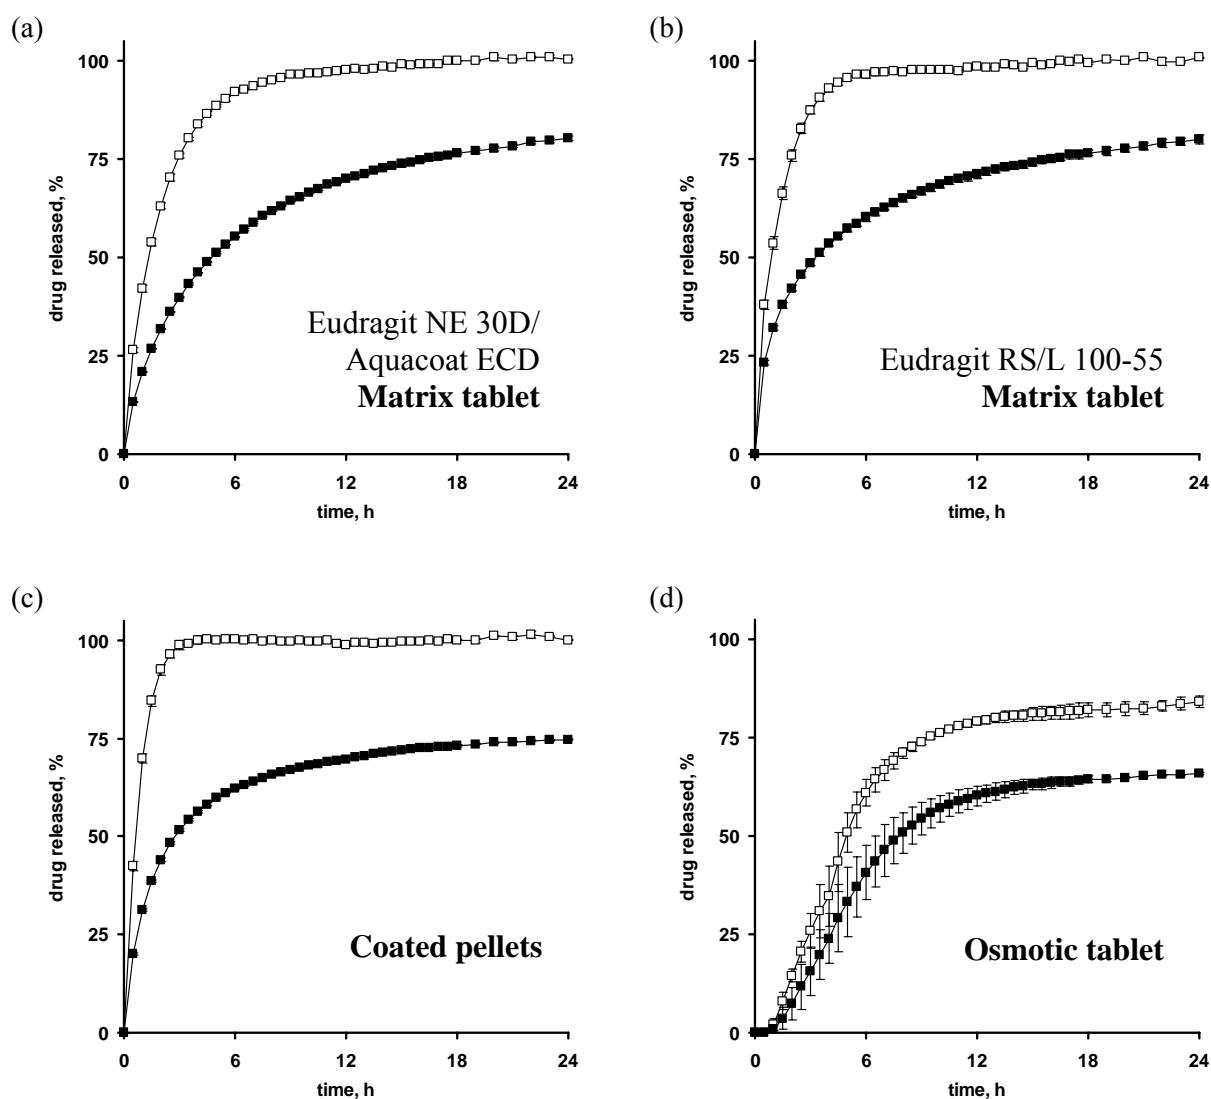 (a)
100
75
50
25
0
drug released, %
Eudragit NE 30D/
Aquacoat ECD
Matrix tablet
0 6 12 18 24
time, h
(b)
100
75
50
25
0
drug released, %
Eudragit RS/L 100-55
Matrix tablet
0 6 12 18 24
time, h
(c)
100
75
50
25
0
drug released, %
Coated pellets
0 6 12 18 24
time, h
(d)
100
75
50
25
0
drug released, %
Osmotic tablet
0 6 12 18 24
time, h